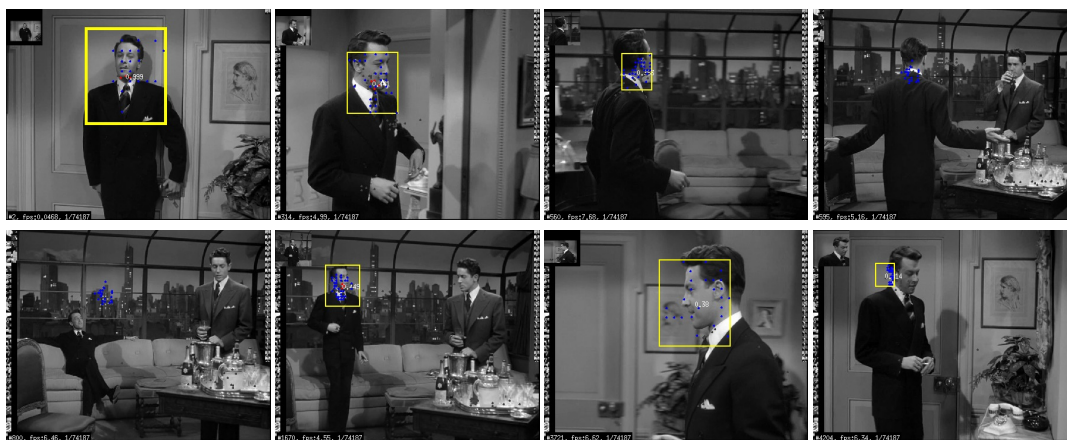 0.999
#2, fps:0.0468, 1/74187
#314, fps:4.99, 1/74187
#560, fps:7.68, 1/74187
#595, fps:5.16, 1/74187
0.38
#800, fps:6.46, 1/74187
#1670, fps:4.55, 1/74187
#3721, fps:6.62, 1/74187
#4204, fps:6.34, 1/74187